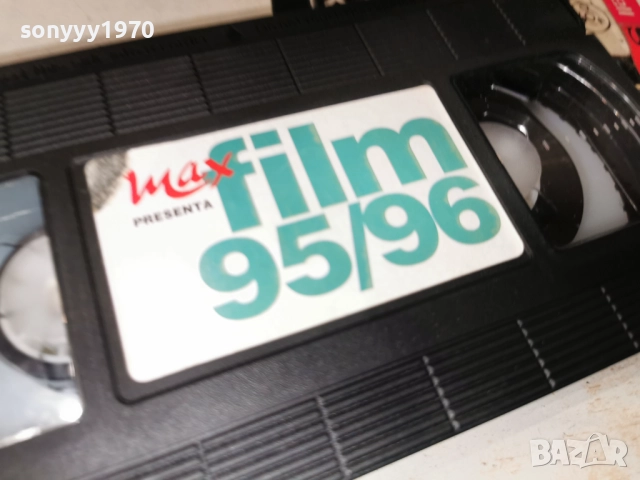 sonyyy1970
max
PRESENTA
film
95/96
BAZAR